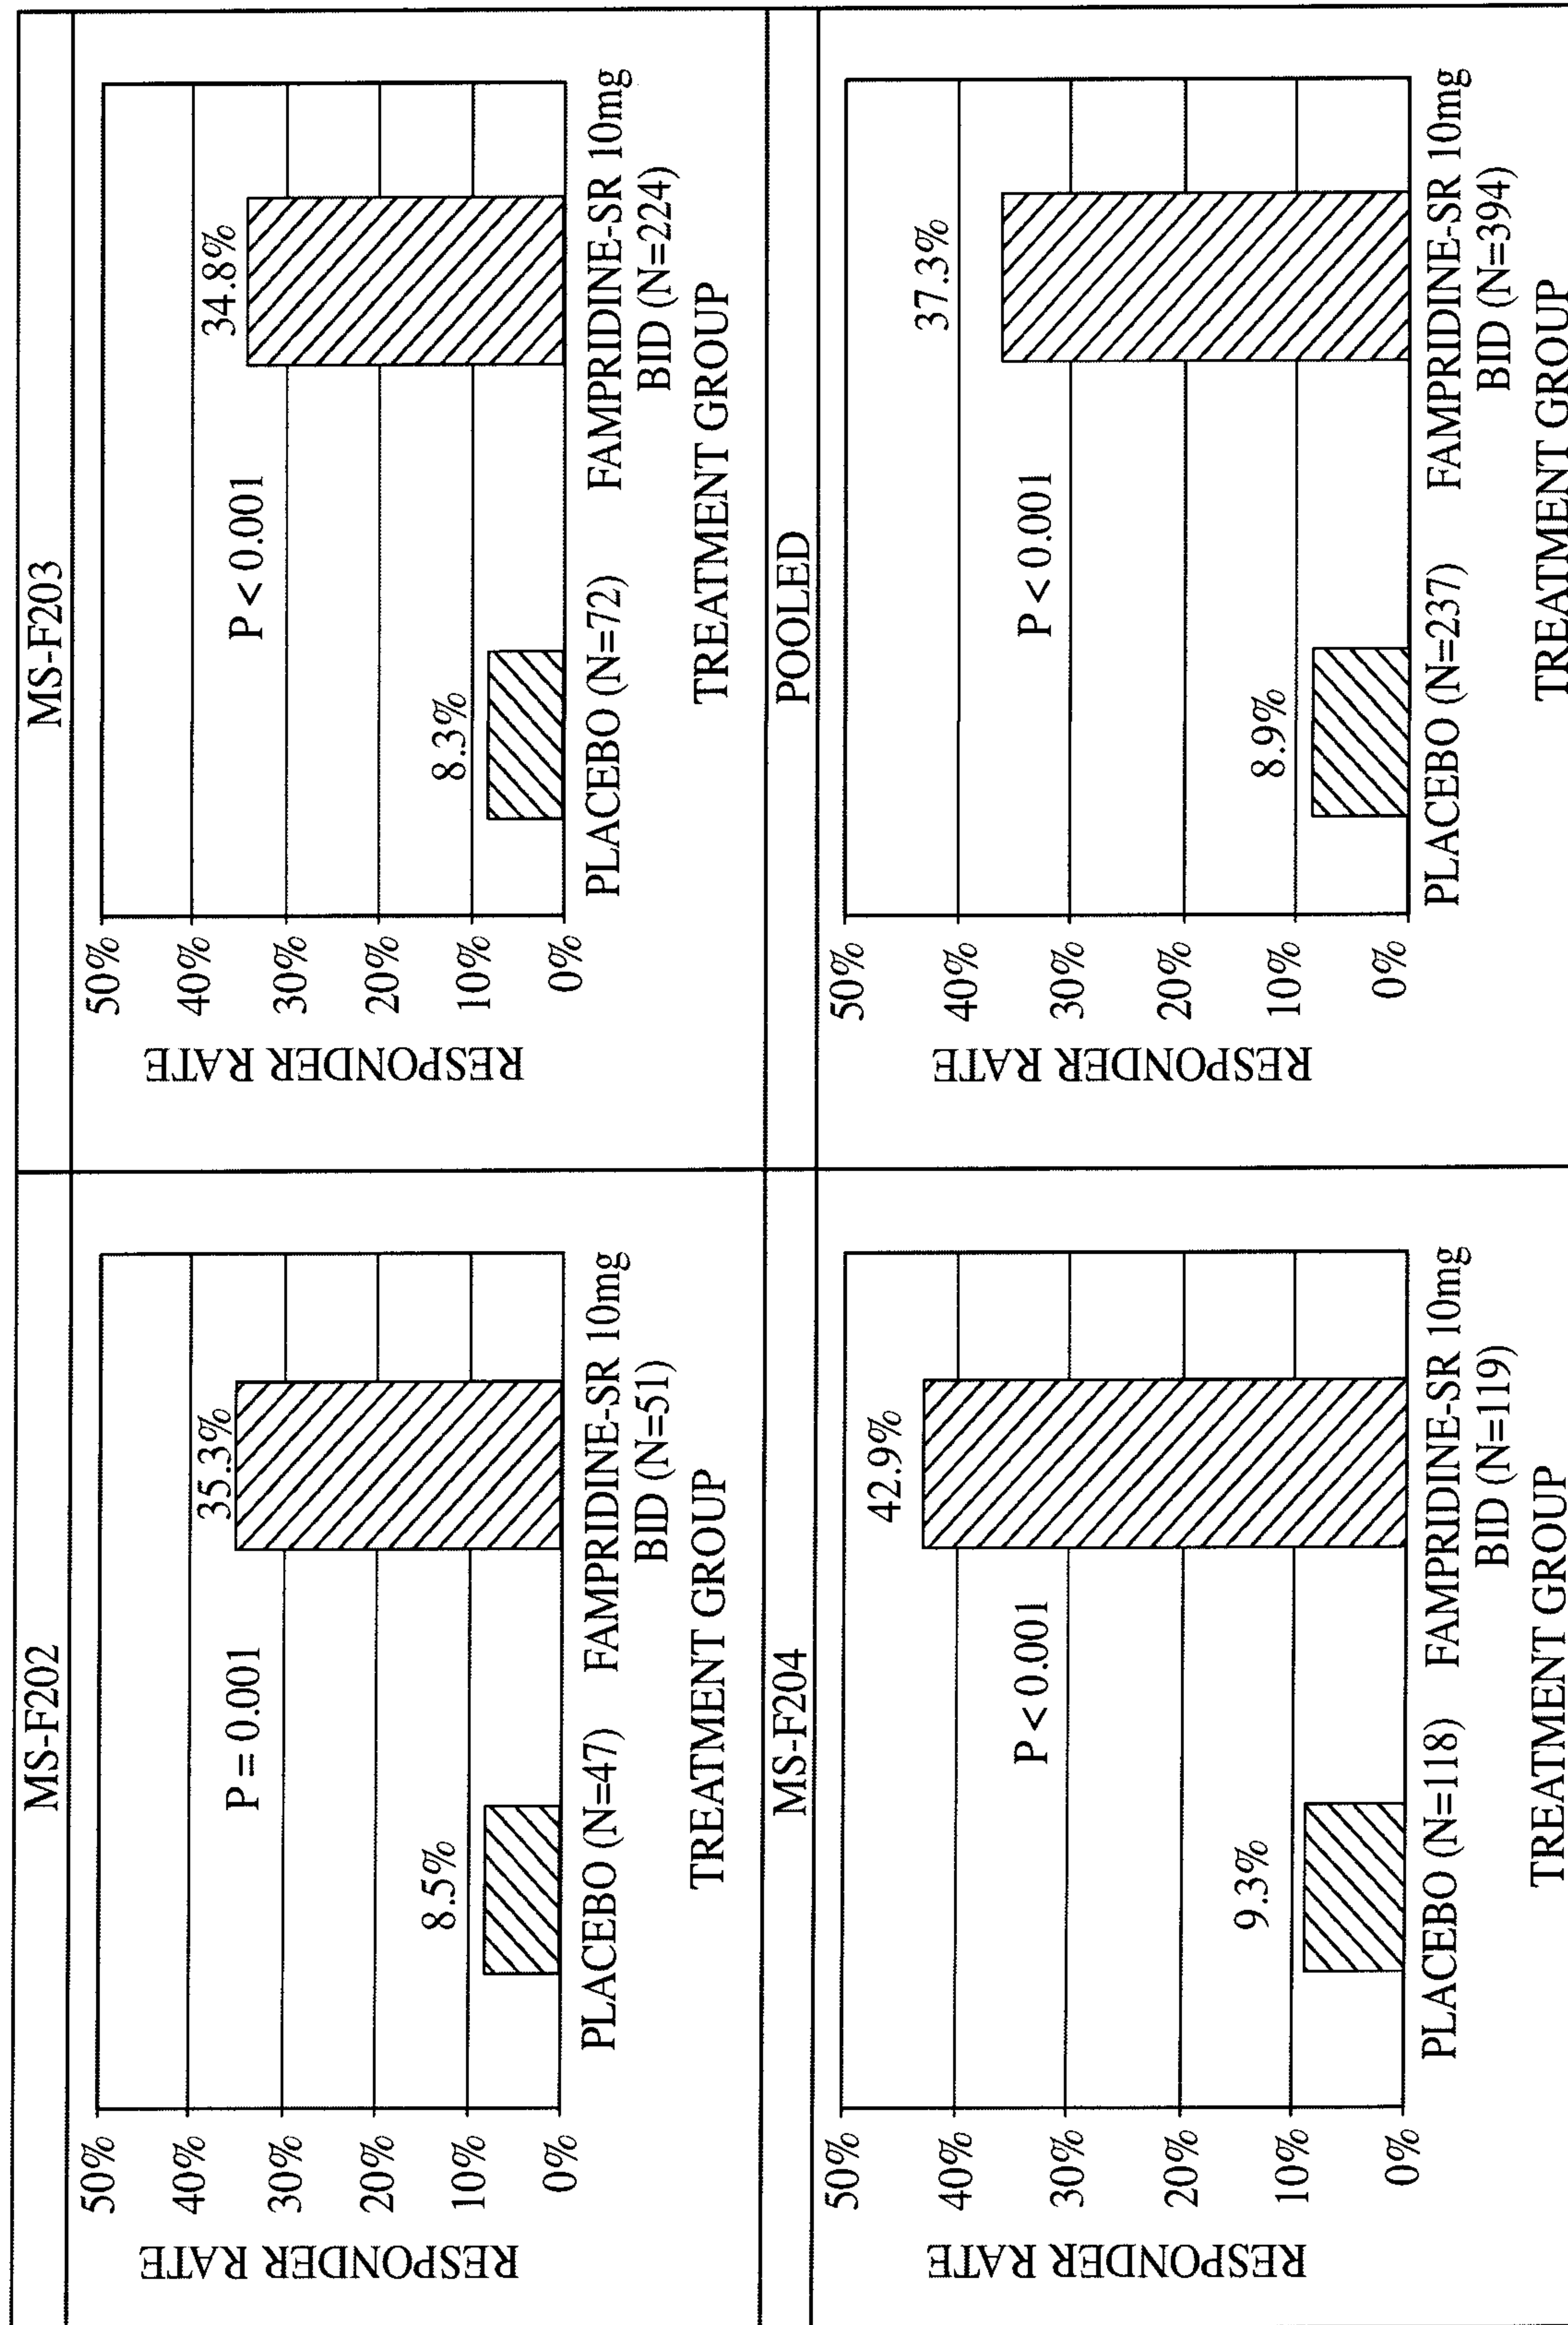 MS-F202
50%
40%
30%
20%
10%
0%
RESPONDER RATE
8.5%
P = 0.001
35.3%
PLACEBO (N=47)
FAMPRIDINE-SR 10mg
BID (N=51)
TREATMENT GROUP
MS-F203
50%
40%
30%
20%
10%
0%
RESPONDER RATE
8.3%
P < 0.001
34.8%
PLACEBO (N=72)
FAMPRIDINE-SR 10mg
BID (N=224)
TREATMENT GROUP
MS-F204
50%
40%
30%
20%
10%
0%
RESPONDER RATE
9.3%
P < 0.001
42.9%
PLACEBO (N=118)
FAMPRIDINE-SR 10mg
BID (N=119)
TREATMENT GROUP
POOLED
50%
40%
30%
20%
10%
0%
RESPONDER RATE
8.9%
P < 0.001
37.3%
PLACEBO (N=237)
FAMPRIDINE-SR 10mg
BID (N=394)
TREATMENT GROUP